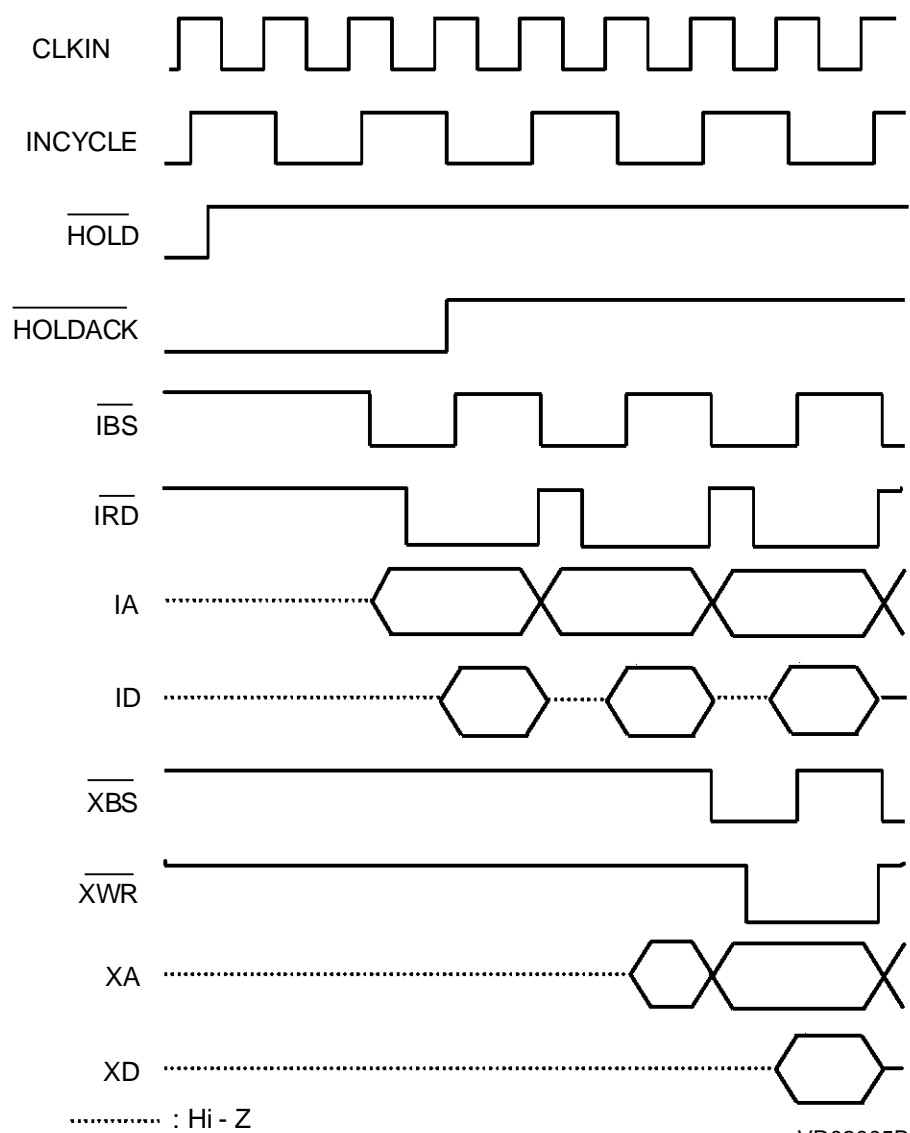 CLKIN
INCYCLE
HOLD
HOLDACK
IBS
IRD
IA
ID
XBS
XWR
XA
XD
: Hi - Z